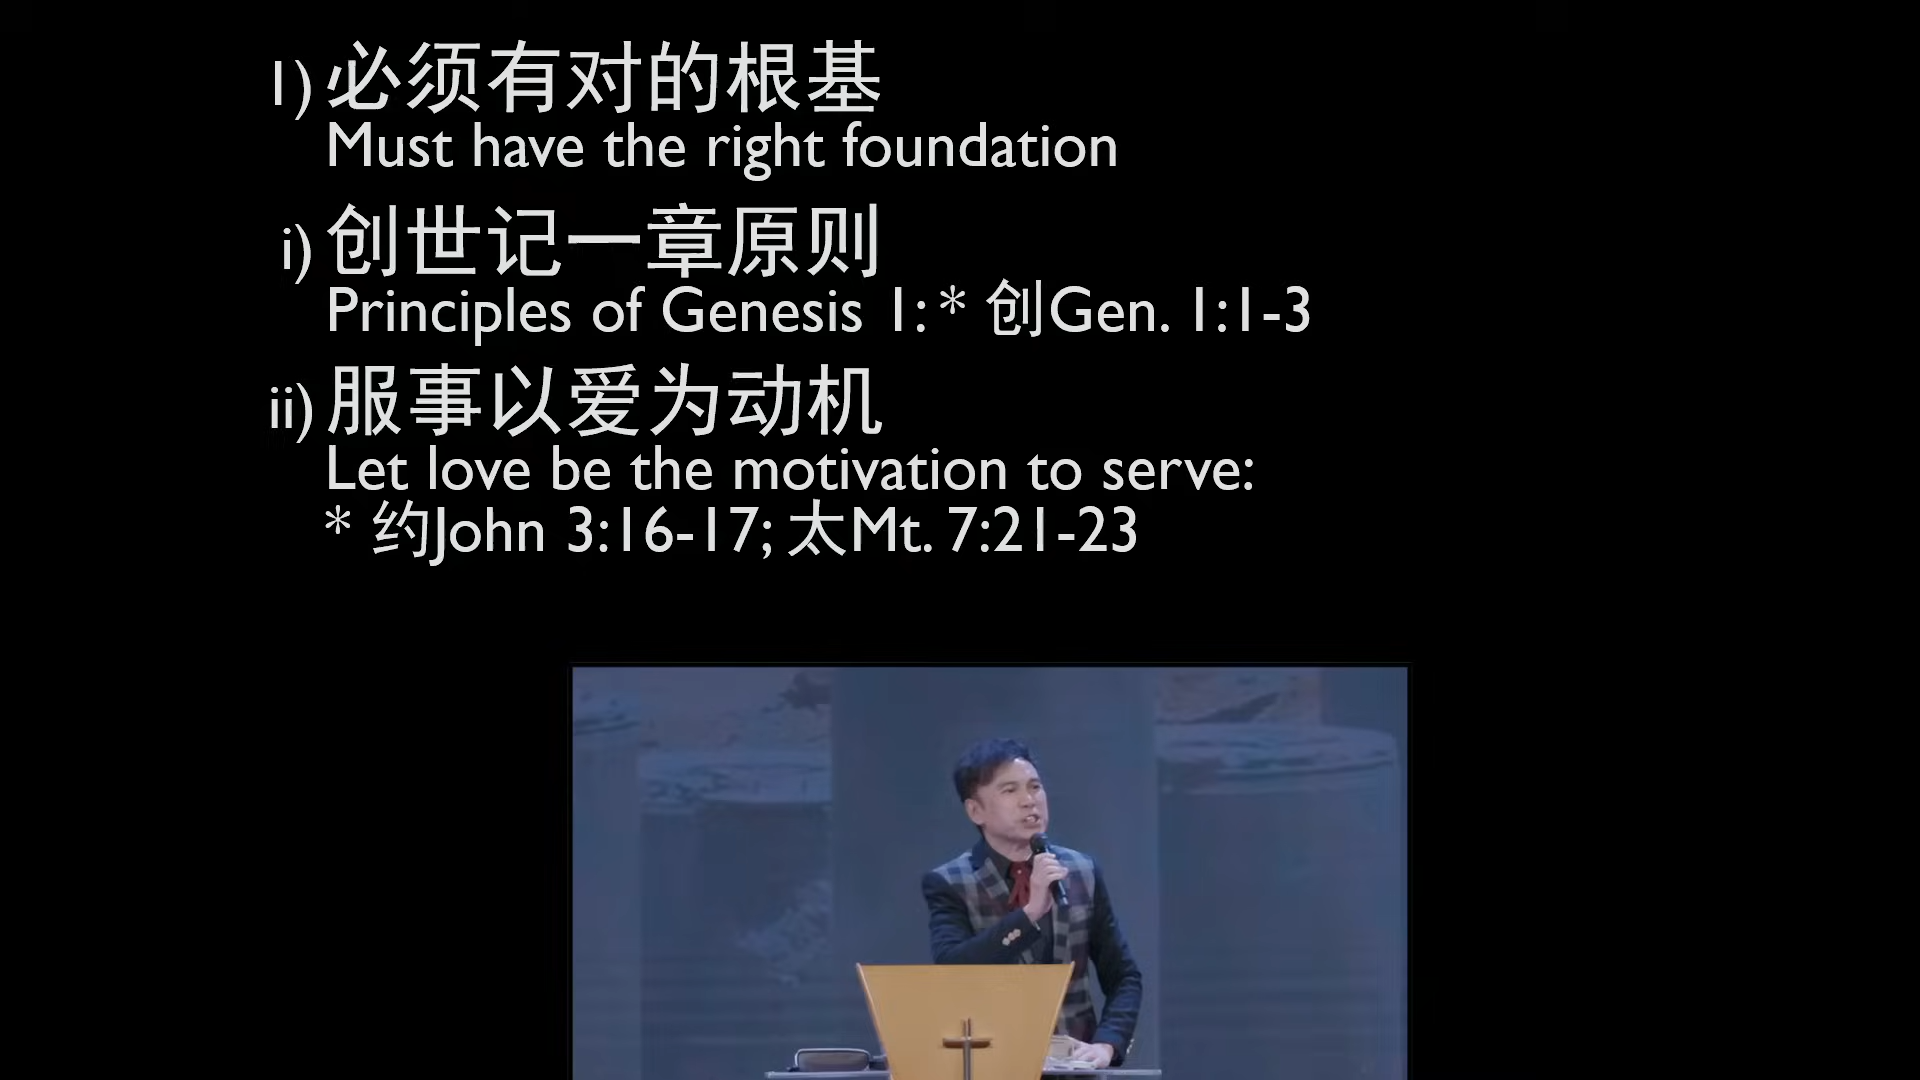 1) 必须有对的根基
Must have the right foundation
i) 创世记一章原则
Principles of Genesis 1: * 创Gen. 1:1-3
ii) 服事以爱为动机
Let love be the motivation to serve:
* 约John 3:16-17; 太Mt. 7:21-23